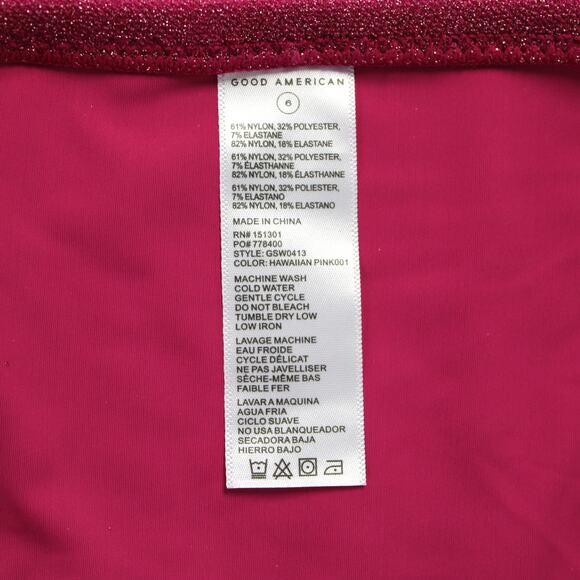 GOOD AMERICAN
6
61% NYLON, 32% POLYESTER,
7% ELASTANE
82% NYLON, 18% ELASTANE
61% NYLON, 32% POLYESTER,
7% ÉLASTHANNE
82% NYLON, 18% ÉLASTHANNE
61% NYLON, 32% POLIESTER,
7% ELASTANO
82% NYLON, 18% ELASTANO
MADE IN CHINA
RN# 151301
PO# 778400
STYLE: GSW0413
COLOR: HAWAIIAN PINK001
MACHINE WASH
COLD WATER
GENTLE CYCLE
DO NOT BLEACH
TUMBLE DRY LOW
LOW IRON
LAVAGE MACHINE
EAU FROIDE
CYCLE DÉLICAT
NE PAS JAVELLISER
SÈCHE-MÊME BAS
FAIBLE FER
LAVAR A MAQUINA
AGUA FRIA
CICLO SUAVE
NO USA BLANQUEADOR
SECADORA BAJA
HIERRO BAJO